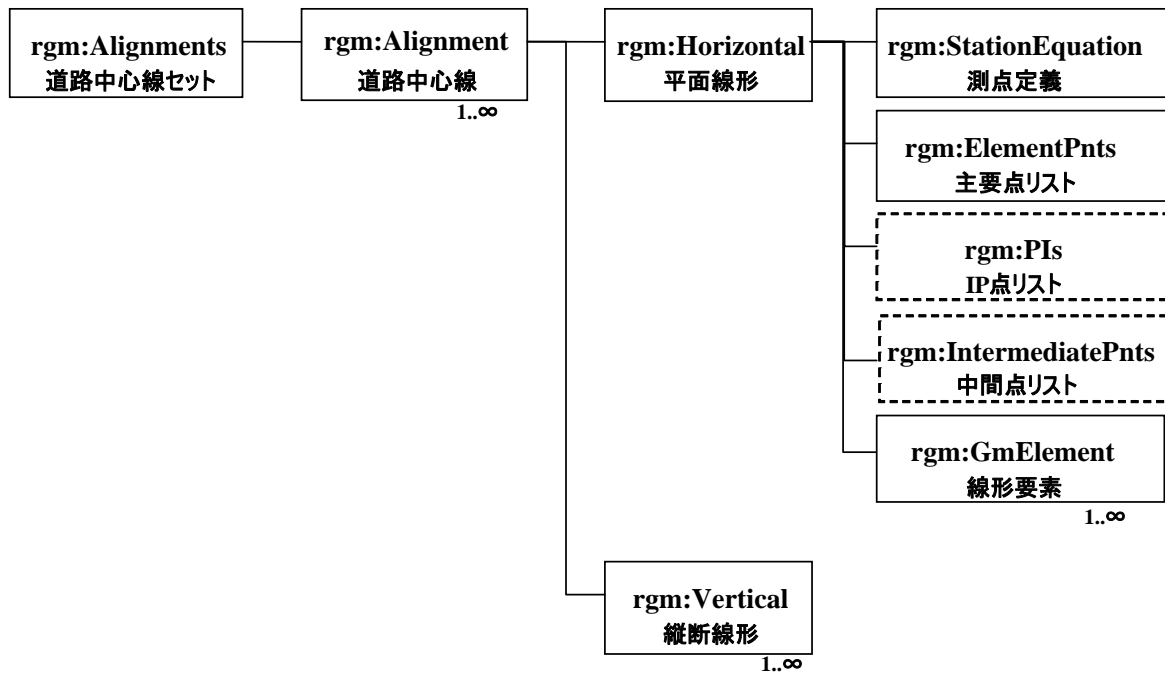 rgm:Alignments
道路中心線セット
rgm:Alignment
道路中心線
1..∞
rgm:Horizontal
平面線形
rgm:StationEquation
測点定義
rgm:ElementPnts
主要点リスト
rgm:PIs
IP点リスト
rgm:IntermediatePnts
中間点リスト
rgm:GmElement
線形要素
1..∞
rgm:Vertical
縦断線形
1..∞